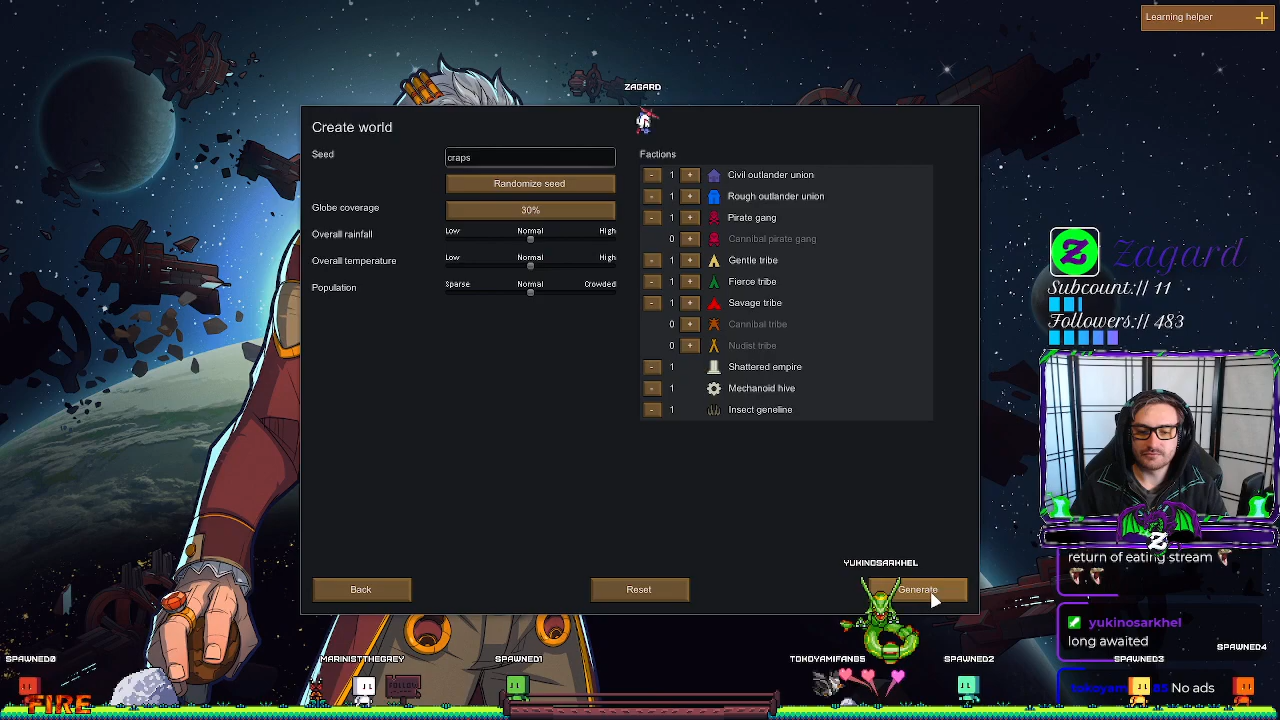 Learning helper
ZAGARD
Create world
Seed
craps
Randomize seed
Globe coverage
30%
Overall rainfall
Low
Normal
High
Overall temperature
Low
Normal
High
Population
Sparse
Normal
Crowded
Factions
- 1 + Civil outlander union
- 1 + Rough outlander union
- 1 + Pirate gang
0 + Cannibal pirate gang
- 1 + Gentle tribe
- 1 + Fierce tribe
- 1 + Savage tribe
0 + Cannibal tribe
0 + Nudist tribe
- 1 Shattered empire
- 1 Mechanoid hive
- 1 Insect geneline
Back
Reset
Generate
YUKINOSARKHEL
Z
Zagard
Subcount:// 11
Followers:// 483
Z
return of eating stream
yukinosarkhel
long awaited
No ads
SPAWNED0
MARINISTTHEGREY
SPAWNED1
TOKOYAMIFAN85
SPAWNED2
SPAWNED3
SPAWNED4
FOLLOW
FIRE